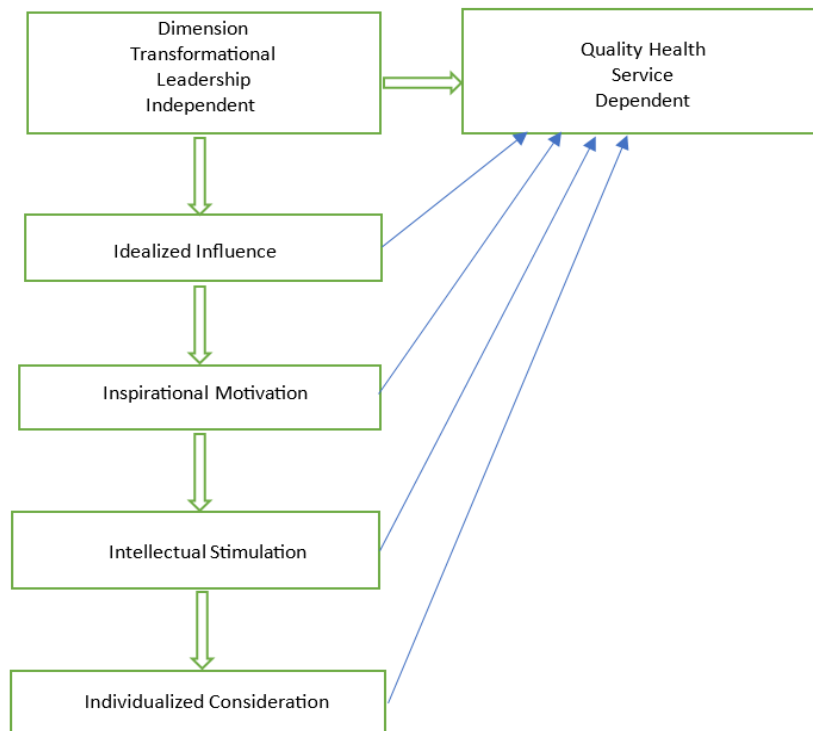 Dimension
Transformational
Leadership
Independent
Quality Health
Service
Dependent
Idealized Influence
Inspirational Motivation
Intellectual Stimulation
Individualized Consideration